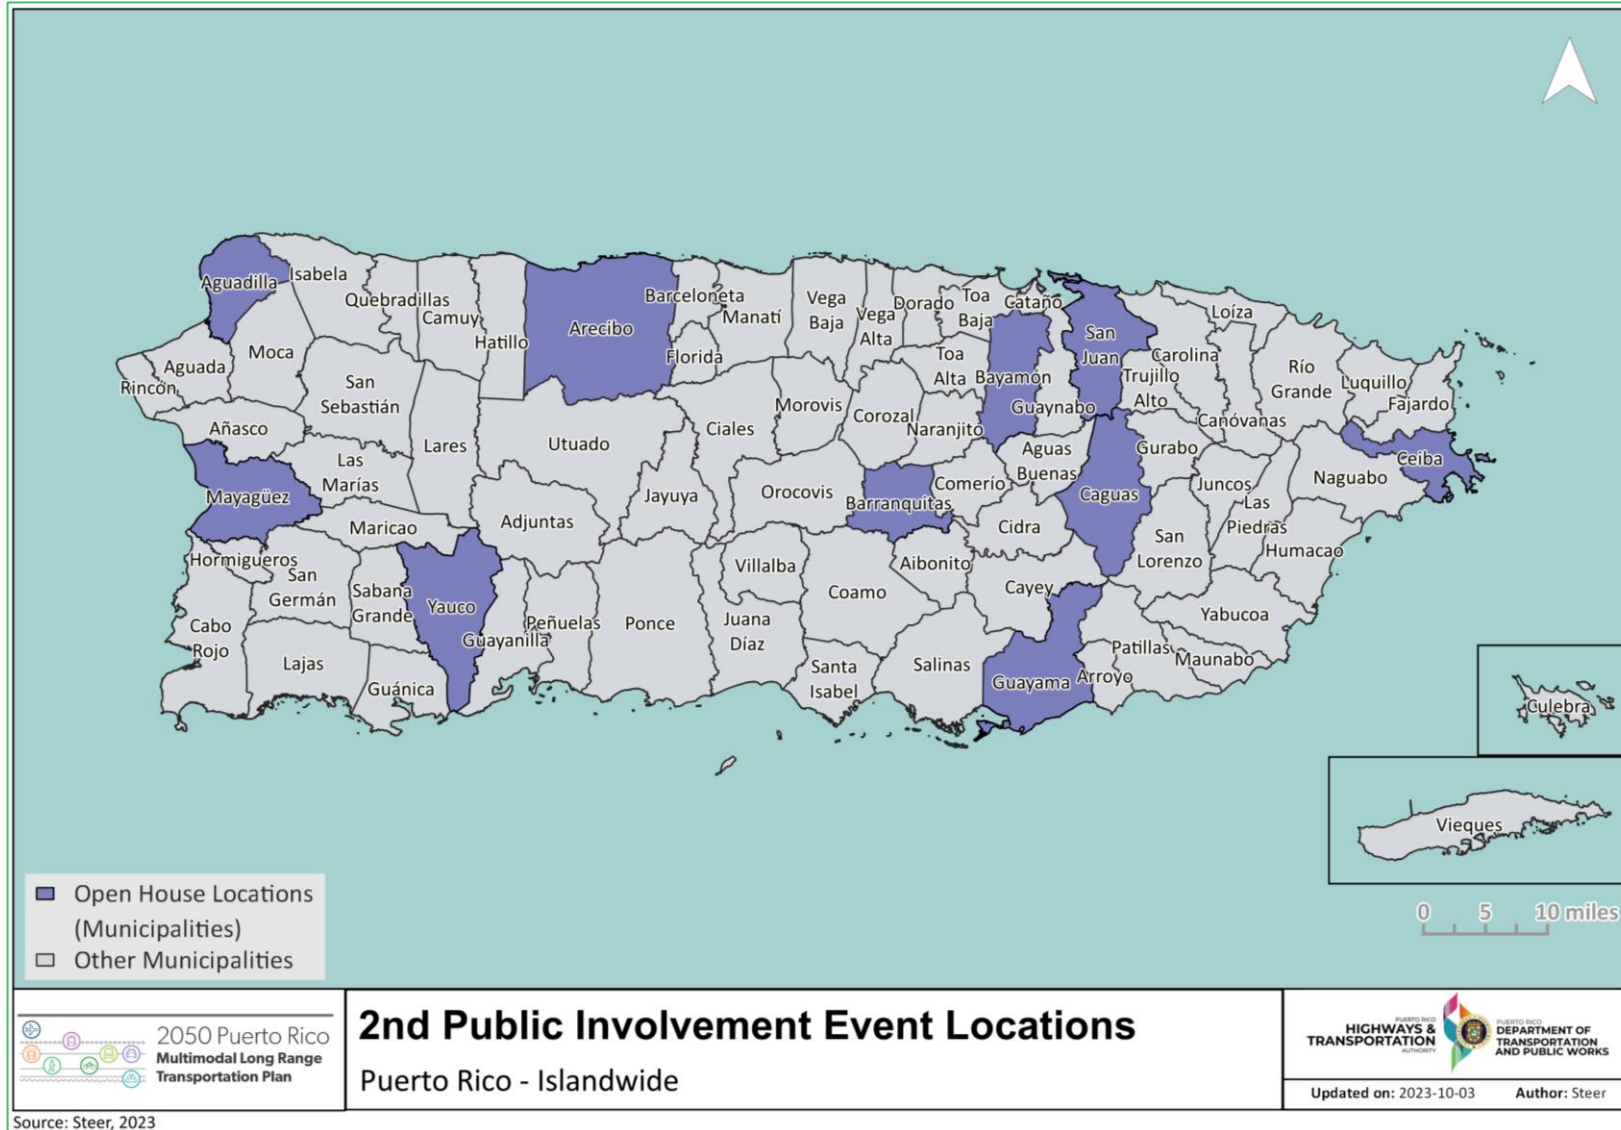 Aguadilla
Isabela
Quebradillas
Camuy
Hatillo
Arecibo
Barceloneta
Manatí
Florida
Vega
Baja
Vega
Alta
Dorado
Toa
Baja
Cataño
San
Juan
Loíza
Carolina
Trujillo
Alto
Canóvanas
Río
Grande
Luquillo
Fajardo
Ceiba
Rincón
Aguada
Moca
San
Sebastián
Añasco
Las
Marías
Lares
Utuado
Ciales
Morovis
Corozal
Toa
Alta
Naranjito
Bayamón
Guaynabo
Aguas
Buenas
Gurabo
Caguas
Juncos
Las
Piedras
Naguabo
Humacao
Mayagüez
Maricao
Adjuntas
Jayuya
Orocovis
Barranquitas
Comerío
Cidra
San
Lorenzo
Hormigueros
San
Germán
Sabana
Grande
Yauco
Guayanilla
Peñuelas
Ponce
Villalba
Juana
Díaz
Coamo
Aibonito
Cayey
Yabucoa
Cabo
Rojo
Lajas
Guánica
Santa
Isabel
Salinas
Guayama
Arroyo
Patillas
Maunabo
Culebra
Vieques
0 5 10 miles
Open House Locations
(Municipalities)
Other Municipalities
2050 Puerto Rico
Multimodal Long Range
Transportation Plan
2nd Public Involvement Event Locations
Puerto Rico - Islandwide
PUERTO RICO
HIGHWAYS &
TRANSPORTATION
AUTHORITY
PUERTO RICO
DEPARTMENT OF
TRANSPORTATION
AND PUBLIC WORKS
Updated on: 2023-10-03 Author: Steer
Source: Steer, 2023